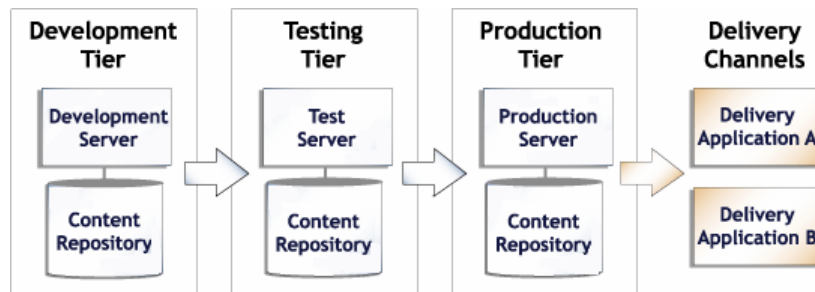 Development
Tier
Development
Server
Content
Repository
Testing
Tier
Test
Server
Content
Repository
Production
Tier
Production
Server
Content
Repository
Delivery
Channels
Delivery
Application A
Delivery
Application B